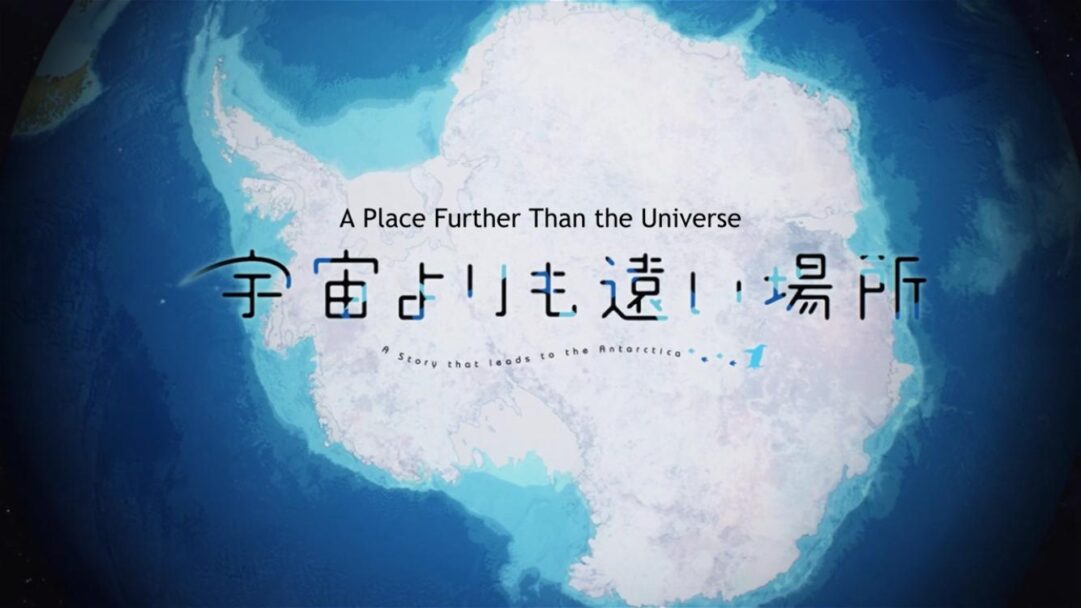 A Place Further Than the Universe
宇宙よりも遠い場所
A Story that leads to the Antarctica